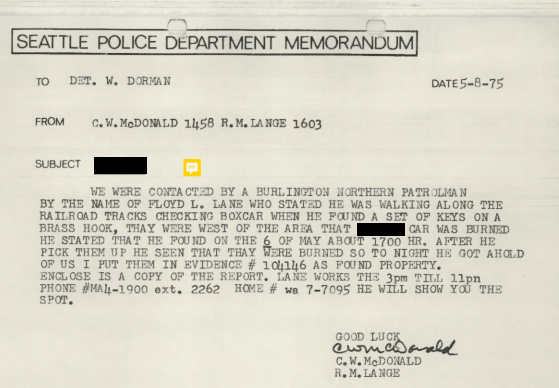 SEATTLE POLICE DEPARTMENT MEMORANDUM
TO DET. W. DORMAN DATE 5-8-75
FROM C.W.McDONALD 1458 R.M.LANGE 1603
SUBJECT
WE WERE CONTACTED BY A BURLINGTON NORTHERN PATROLMAN
BY THE NAME OF FLOYD L. LANE WHO STATED HE WAS WALKING ALONG THE
RAILROAD TRACKS CHECKING BOXCAR WHEN HE FOUND A SET OF KEYS ON A
BRASS HOOK, THAY WERE WEST OF THE AREA THAT CAR WAS BURNED
HE STATED THAT HE FOUND ON THE 6 OF MAY ABOUT 1700 HR. AFTER HE
PICK THEM UP HE SEEN THAT THAY WERE BURNED SO TO NIGHT HE GOT AHOLD
OF US I PUT THEM IN EVIDENCE # 104146 AS FOUND PROPERTY.
ENCLOSE IS A COPY OF THE REPORT. LANE WORKS THE 3pm TILL 11pn
PHONE #MA4-1900 ext. 2262 HOME # wa 7-7095 HE WILL SHOW YOU THE
SPOT.
GOOD LUCK
CW McDonald
C.W.McDONALD
R.M.LANGE